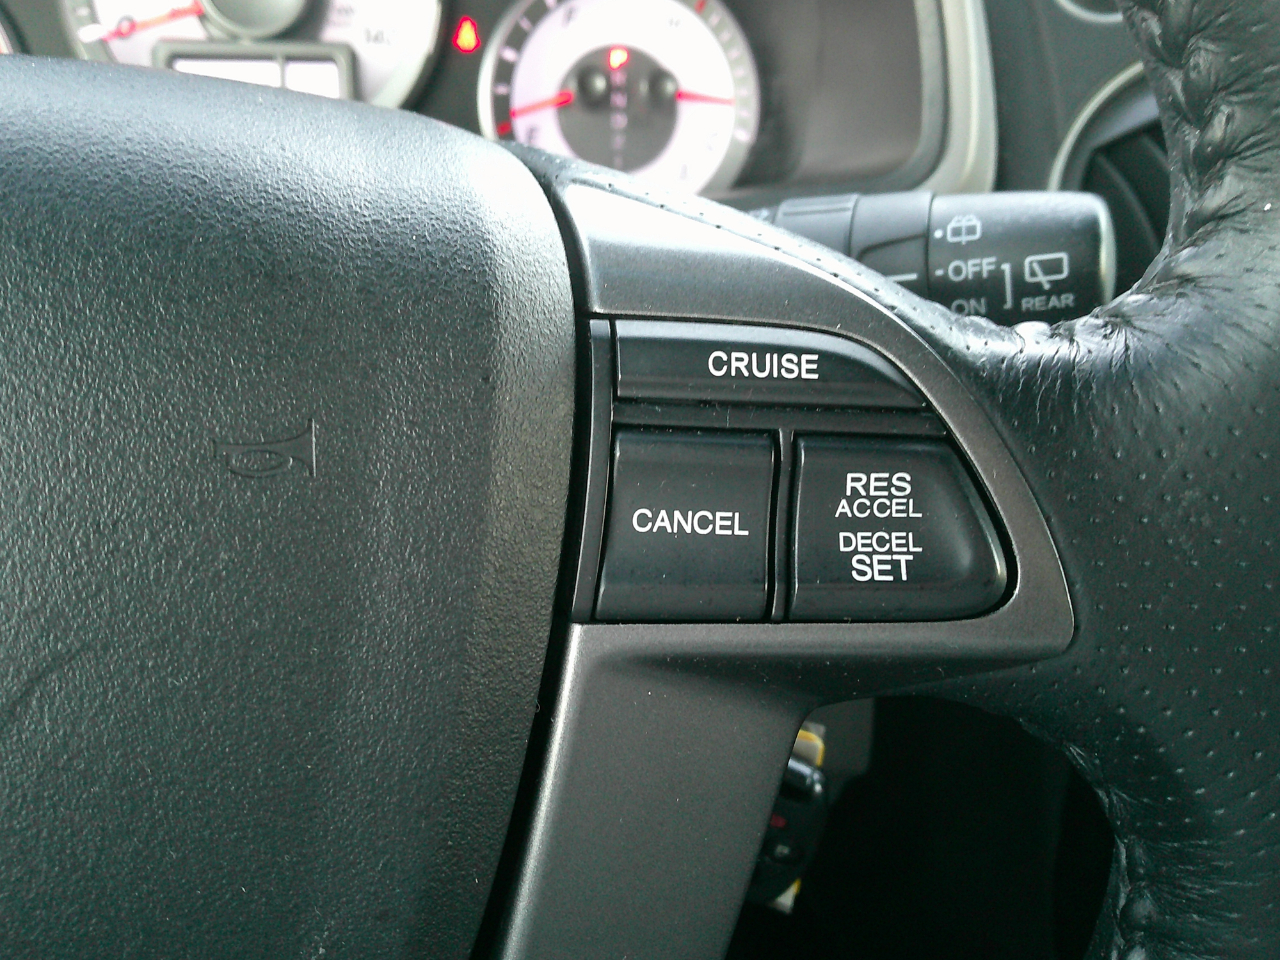 F
H
P
N
D
E
OFF
ON
REAR
CRUISE
CANCEL
RES
ACCEL
DECEL
SET